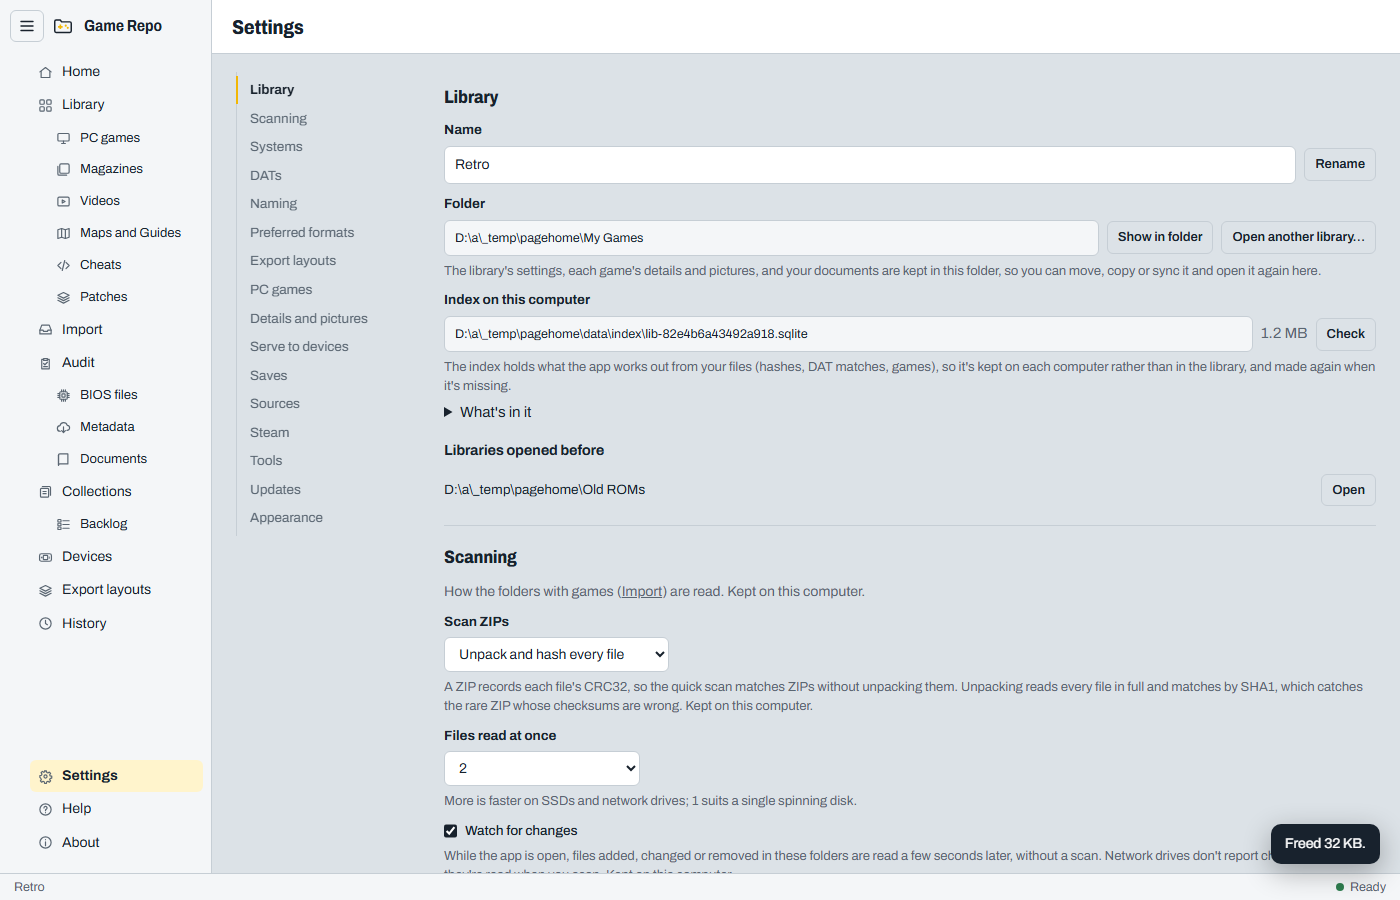 Game Repo
Settings
Home
Library
PC games
Magazines
Videos
Maps and Guides
Cheats
Patches
Import
Audit
BIOS files
Metadata
Documents
Collections
Backlog
Devices
Export layouts
History
Settings
Help
About
Library
Scanning
Systems
DATs
Naming
Preferred formats
Export layouts
PC games
Details and pictures
Serve to devices
Saves
Sources
Steam
Tools
Updates
Appearance
Library
Name
Retro
Rename
Folder
D:\a\_temp\pagehome\My Games
Show in folder
Open another library...
The library's settings, each game's details and pictures, and your documents are kept in this folder, so you can move, copy or sync it and open it again here.
Index on this computer
D:\a\_temp\pagehome\data\index\lib-82e4b6a43492a918.sqlite
1.2 MB
Check
The index holds what the app works out from your files (hashes, DAT matches, games), so it's kept on each computer rather than in the library, and made again when
it's missing.
What's in it
Libraries opened before
D:\a\_temp\pagehome\Old ROMs
Open
Scanning
How the folders with games (Import) are read. Kept on this computer.
Scan ZIPs
Unpack and hash every file
A ZIP records each file's CRC32, so the quick scan matches ZIPs without unpacking them. Unpacking reads every file in full and matches by SHA1, which catches
the rare ZIP whose checksums are wrong. Kept on this computer.
Files read at once
2
More is faster on SSDs and network drives; 1 suits a single spinning disk.
Watch for changes
While the app is open, files added, changed or removed in these folders are read a few seconds later, without a scan. Network drives don't report
they're read when you scan. Kept on this computer.
Freed 32 KB.
Retro
Ready